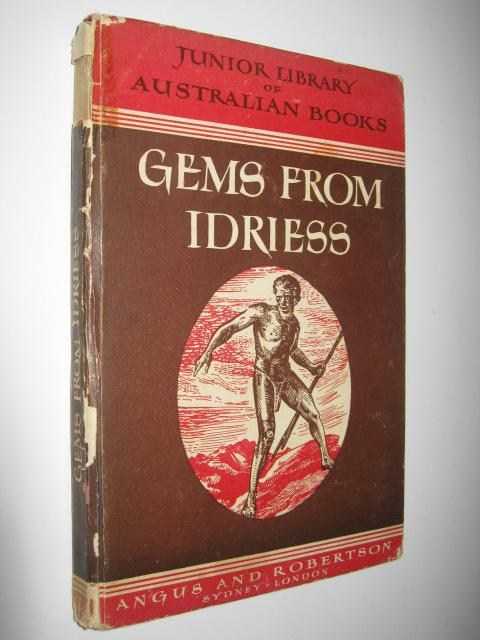 JUNIOR LIBRARY
OF
AUSTRALIAN BOOKS
GEMS FROM
IDRIESS
ANGUS AND ROBERTSON
SYDNEY · LONDON
GEMS FROM IDRIESS